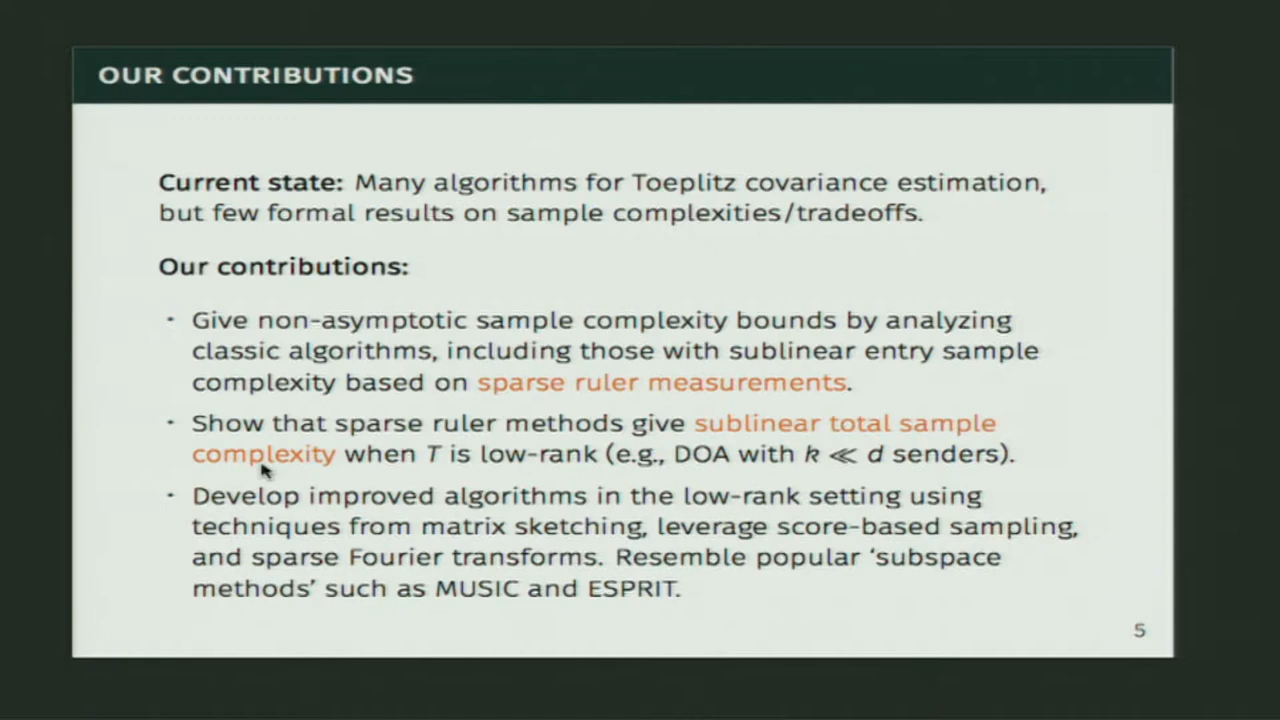 OUR CONTRIBUTIONS
Current state: Many algorithms for Toeplitz covariance estimation,
but few formal results on sample complexities/tradeoffs.
Our contributions:
· Give non-asymptotic sample complexity bounds by analyzing
classic algorithms, including those with sublinear entry sample
complexity based on sparse ruler measurements.
· Show that sparse ruler methods give sublinear total sample
complexity when T is low-rank (e.g., DOA with k ≪ d senders).
· Develop improved algorithms in the low-rank setting using
techniques from matrix sketching, leverage score-based sampling,
and sparse Fourier transforms. Resemble popular ‘subspace
methods’ such as MUSIC and ESPRIT.
5